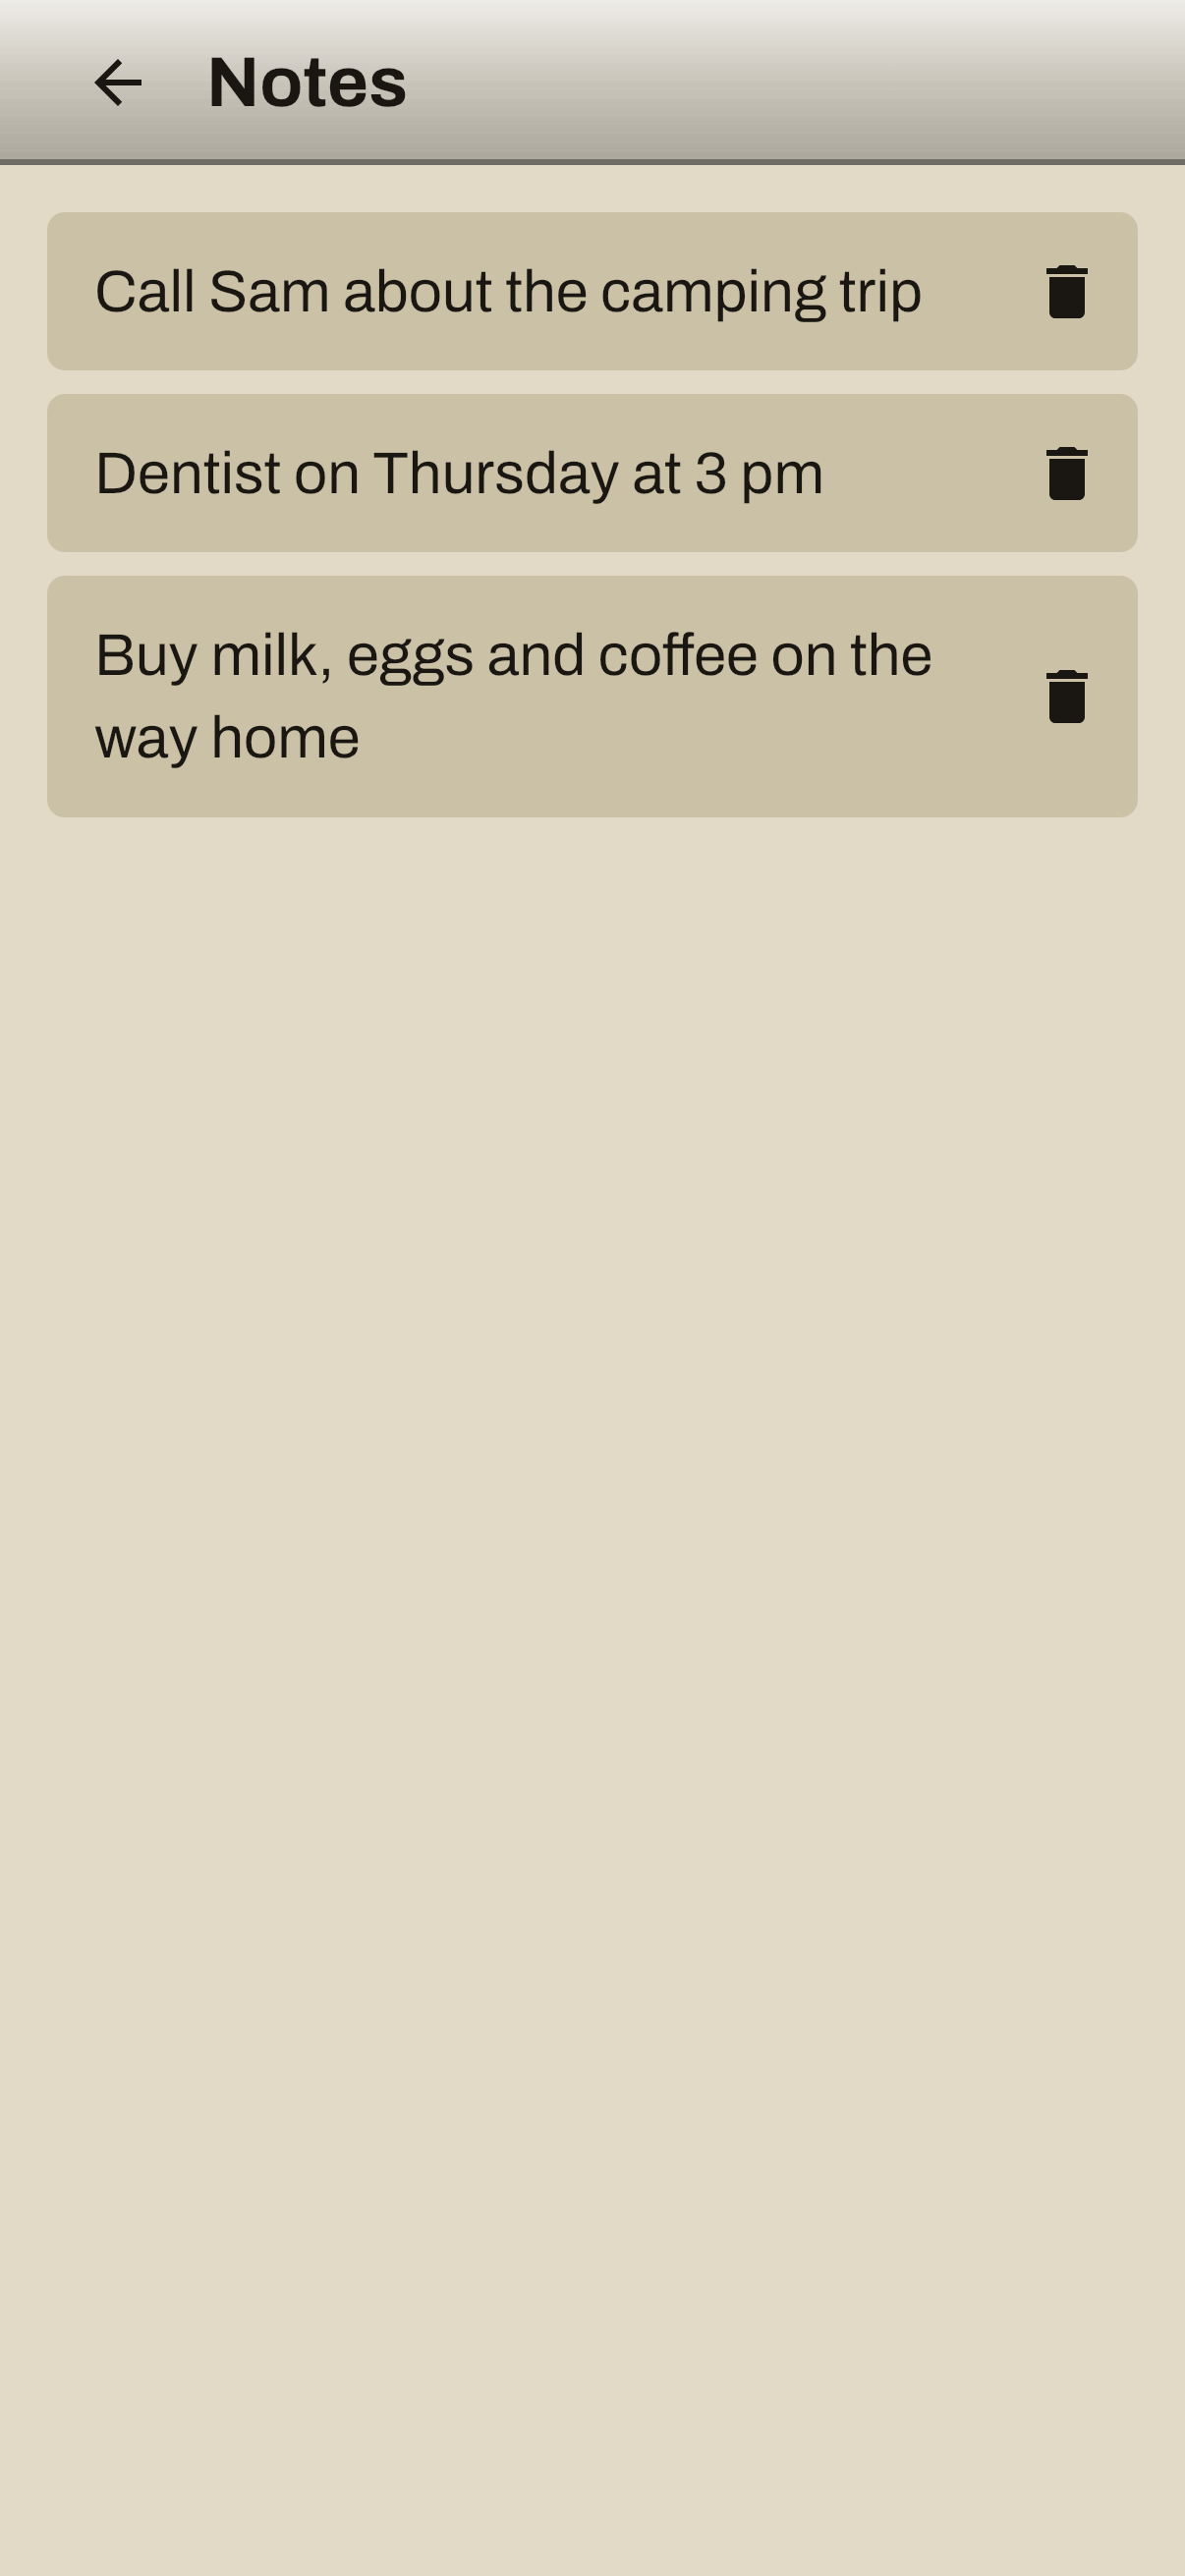 Notes
Call Sam about the camping trip
Dentist on Thursday at 3 pm
Buy milk, eggs and coffee on the
way home